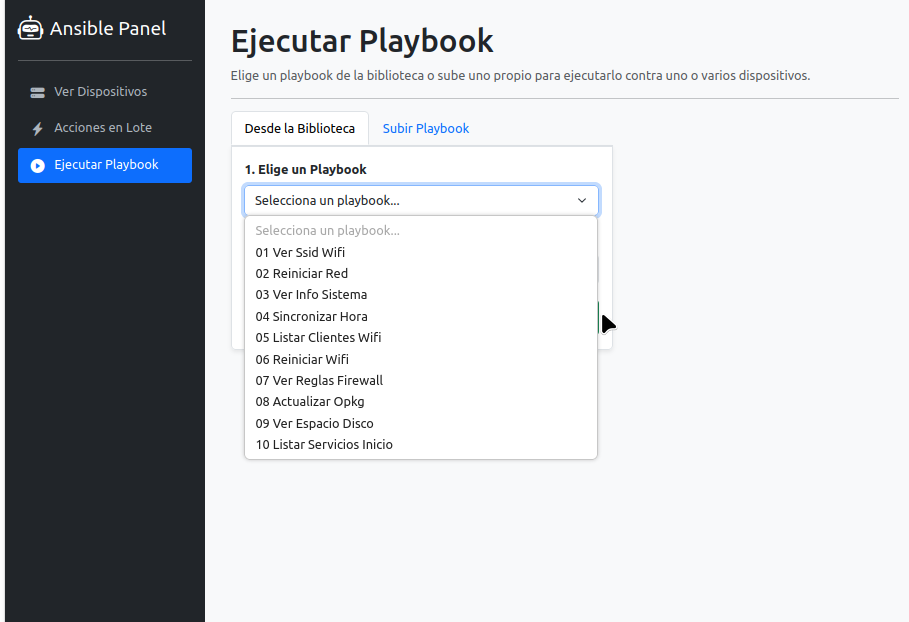 Ansible Panel
Ver Dispositivos
Acciones en Lote
Ejecutar Playbook
Ejecutar Playbook
Elige un playbook de la biblioteca o sube uno propio para ejecutarlo contra uno o varios dispositivos.
Desde la Biblioteca
Subir Playbook
1. Elige un Playbook
Selecciona un playbook...
Selecciona un playbook...
01 Ver Ssid Wifi
02 Reiniciar Red
03 Ver Info Sistema
04 Sincronizar Hora
05 Listar Clientes Wifi
06 Reiniciar Wifi
07 Ver Reglas Firewall
08 Actualizar Opkg
09 Ver Espacio Disco
10 Listar Servicios Inicio